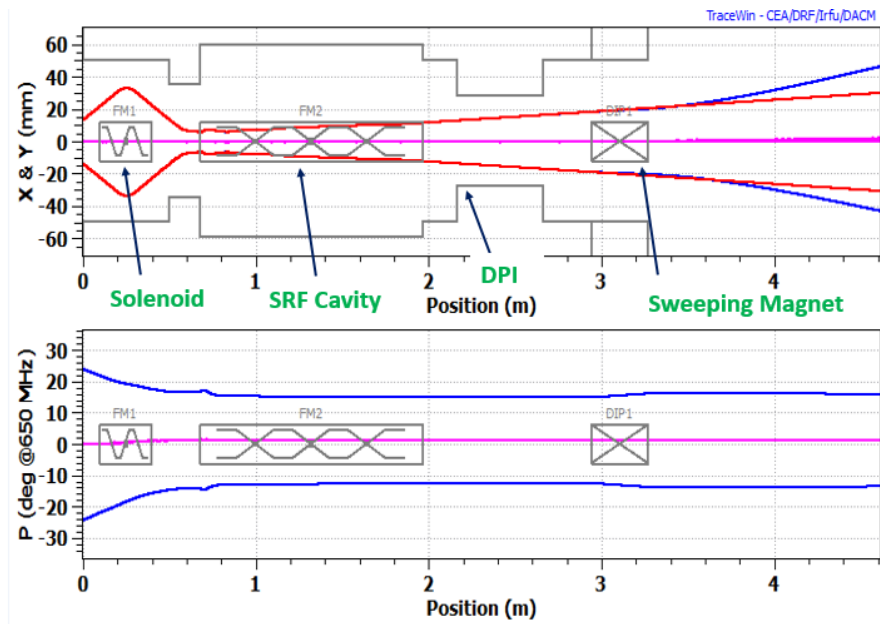 TraceWin - CEA/DRF/Irfu/DACM
X & Y (mm)
60
40
20
0
-20
-40
-60
FM1
FM2
DIP1
0
1
2
3
4
Solenoid
SRF Cavity
DPI
Sweeping Magnet
Position (m)
P (deg @650 MHz)
30
20
10
0
-10
-20
-30
FM1
FM2
DIP1
0
1
2
3
4
Position (m)